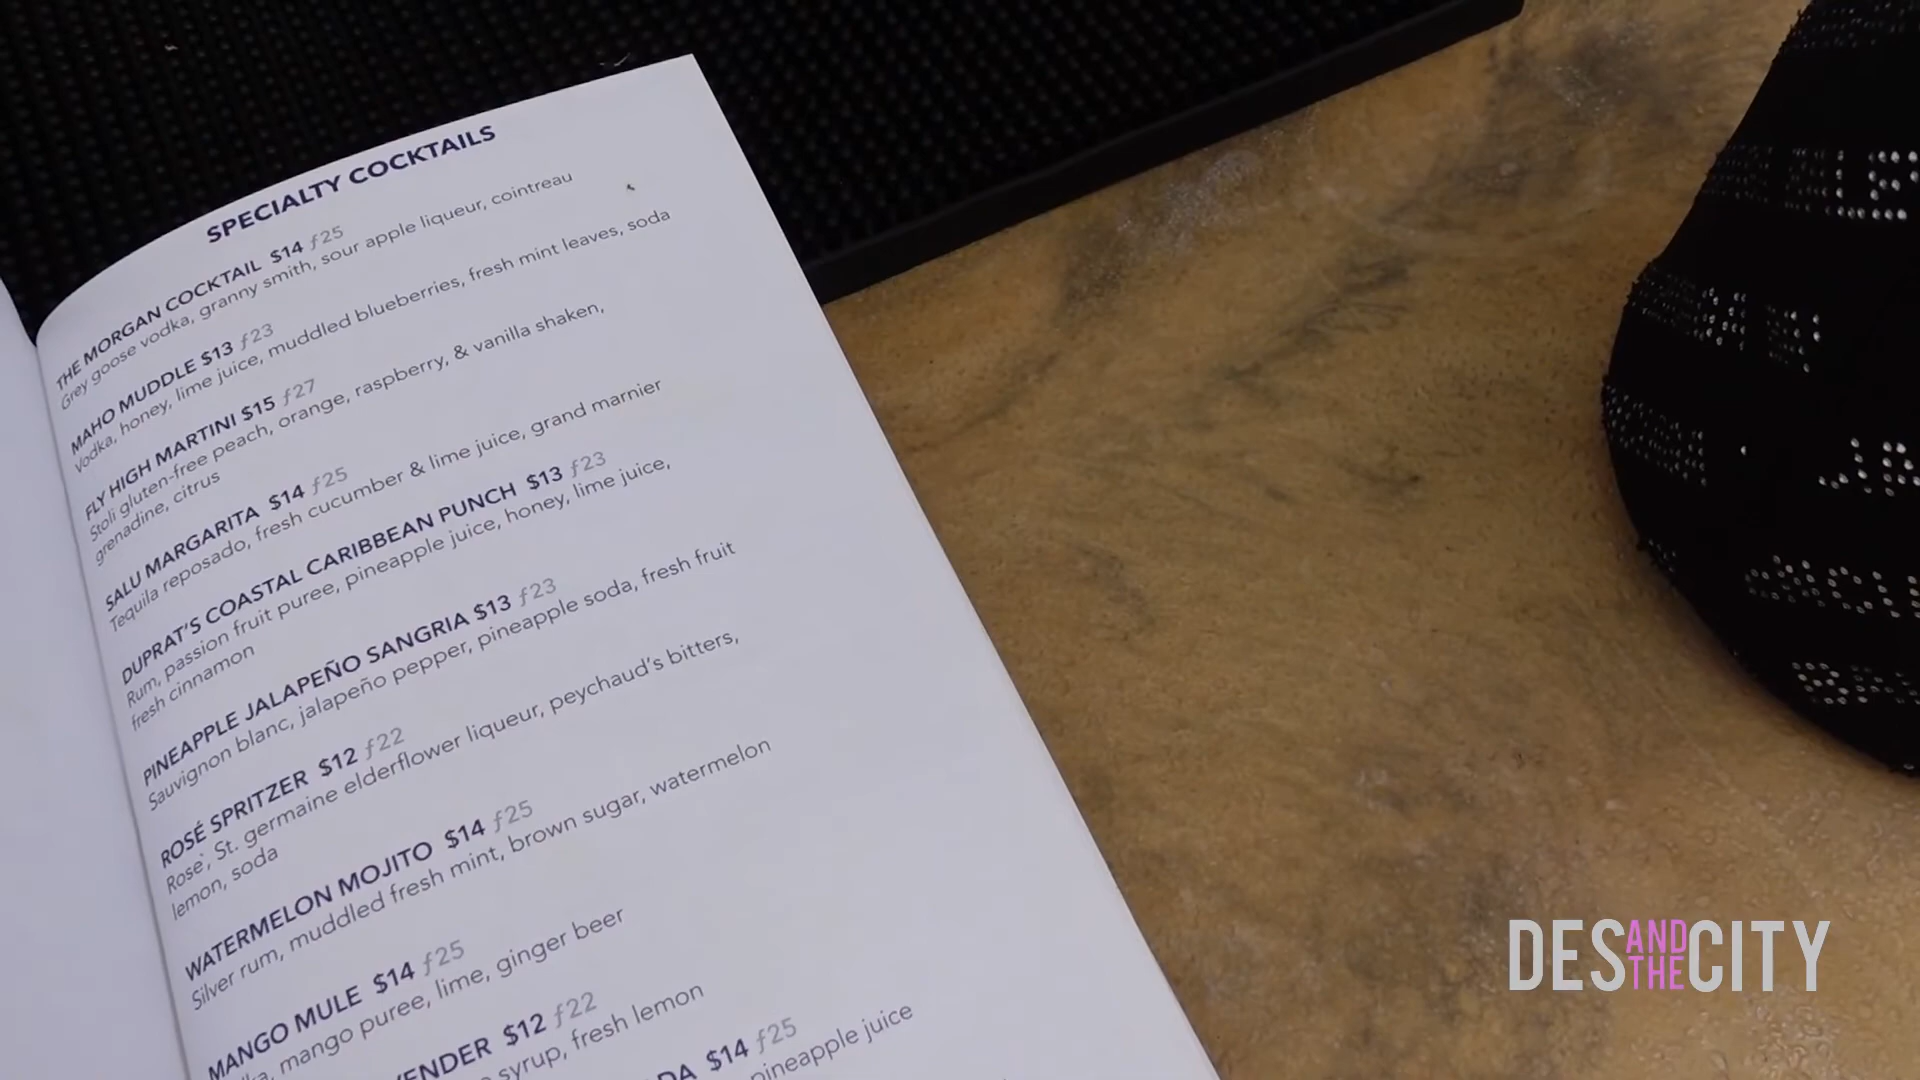 SPECIALTY COCKTAILS
THE MORGAN COCKTAIL $14 ƒ25
Grey goose vodka, granny smith, sour apple liqueur, cointreau
MAHO MUDDLE $13 ƒ23
Vodka, honey, lime juice, muddled blueberries, fresh mint leaves, soda
FLY HIGH MARTINI $15 ƒ27
Stoli gluten-free peach, orange, raspberry, & vanilla shaken,
grenadine, citrus
SALU MARGARITA $14 ƒ25
Tequila reposado, fresh cucumber & lime juice, grand marnier
DUPRAT'S COASTAL CARIBBEAN PUNCH $13 ƒ23
Rum, passion fruit puree, pineapple juice, honey, lime juice,
fresh cinnamon
PINEAPPLE JALAPEÑO SANGRIA $13 ƒ23
Sauvignon blanc, jalapeño pepper, pineapple soda, fresh fruit
ROSÉ SPRITZER $12 ƒ22
Rose', St. germaine elderflower liqueur, peychaud's bitters,
lemon, soda
WATERMELON MOJITO $14 ƒ25
Silver rum, muddled fresh mint, brown sugar, watermelon
MANGO MULE $14 ƒ25
mango puree, lime, ginger beer
$12 ƒ22
syrup, fresh lemon
$14 ƒ25
pineapple juice
DES AND THE CITY